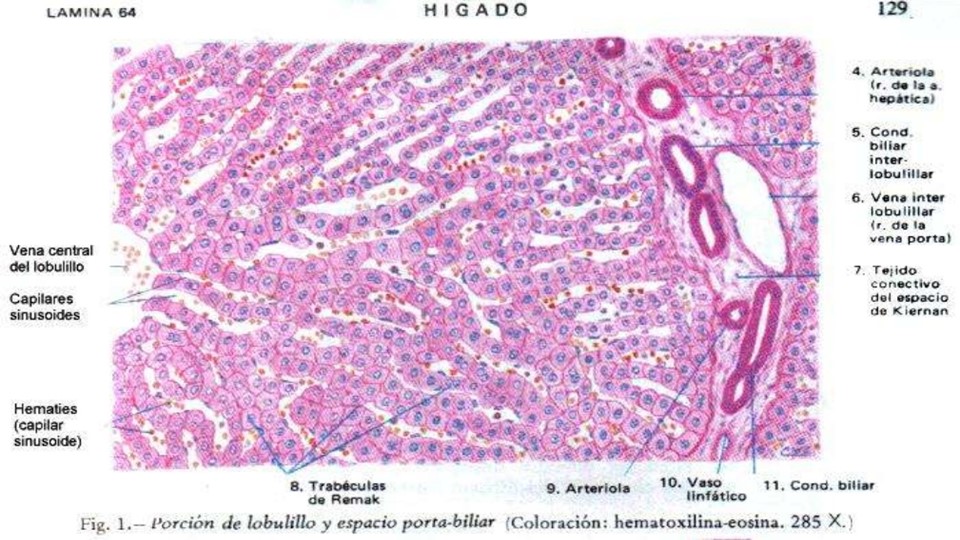 LAMINA 64
HIGADO
129
4. Arteriola
(r. de la a.
hepática)
5. Cond.
biliar
inter-
lobulillar
6. Vena inter
lobulillar
(r. de la
vena porta)
7. Tejido
conectivo
del espacio
de Kiernan
Vena central
del lobulillo
Capilares
sinusoides
Hematies
(capilar
sinusoide)
8. Trabéculas
de Remak
9. Arteriola
10. Vaso
linfático
11. Cond. biliar
Fig. 1.— Porción de lobulillo y espacio porta-biliar (Coloración: hematoxilina-eosina. 285 X.)